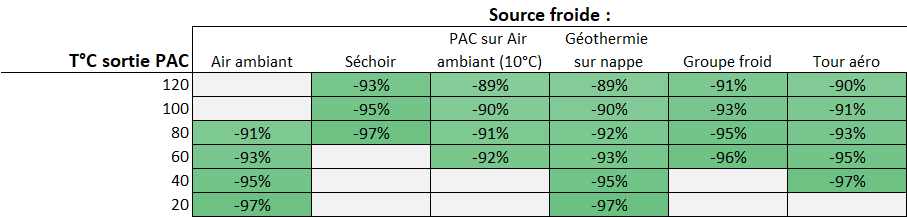 Source froide :
T°C sortie PAC Air ambiant Séchoir PAC sur Air ambiant (10°C) Géothermie sur nappe Groupe froid Tour aéro
120 -93% -89% -89% -91% -90%
100 -95% -90% -90% -93% -91%
80 -91% -97% -91% -92% -95% -93%
60 -93% -92% -93% -96% -95%
40 -95% -95% -97%
20 -97% -97%